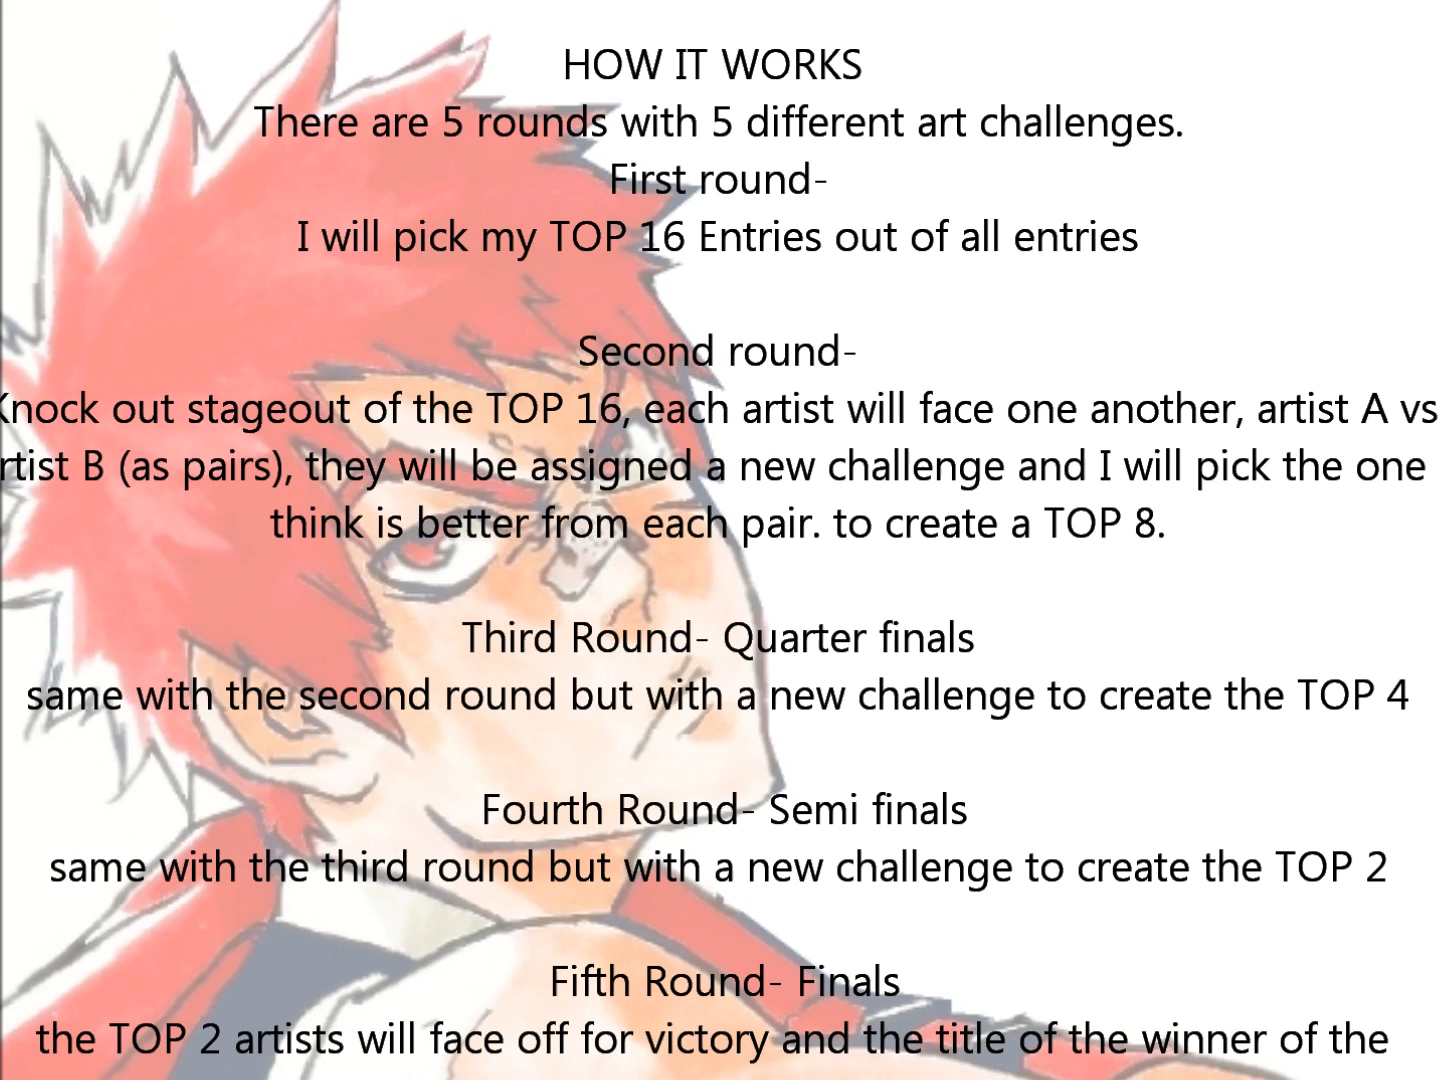 HOW IT WORKS
There are 5 rounds with 5 different art challenges.
First round-
I will pick my TOP 16 Entries out of all entries
Second round-
Knock out stageout of the TOP 16, each artist will face one another, artist A vs
rtist B (as pairs), they will be assigned a new challenge and I will pick the one
think is better from each pair. to create a TOP 8.
Third Round- Quarter finals
same with the second round but with a new challenge to create the TOP 4
Fourth Round- Semi finals
same with the third round but with a new challenge to create the TOP 2
Fifth Round- Finals
the TOP 2 artists will face off for victory and the title of the winner of the